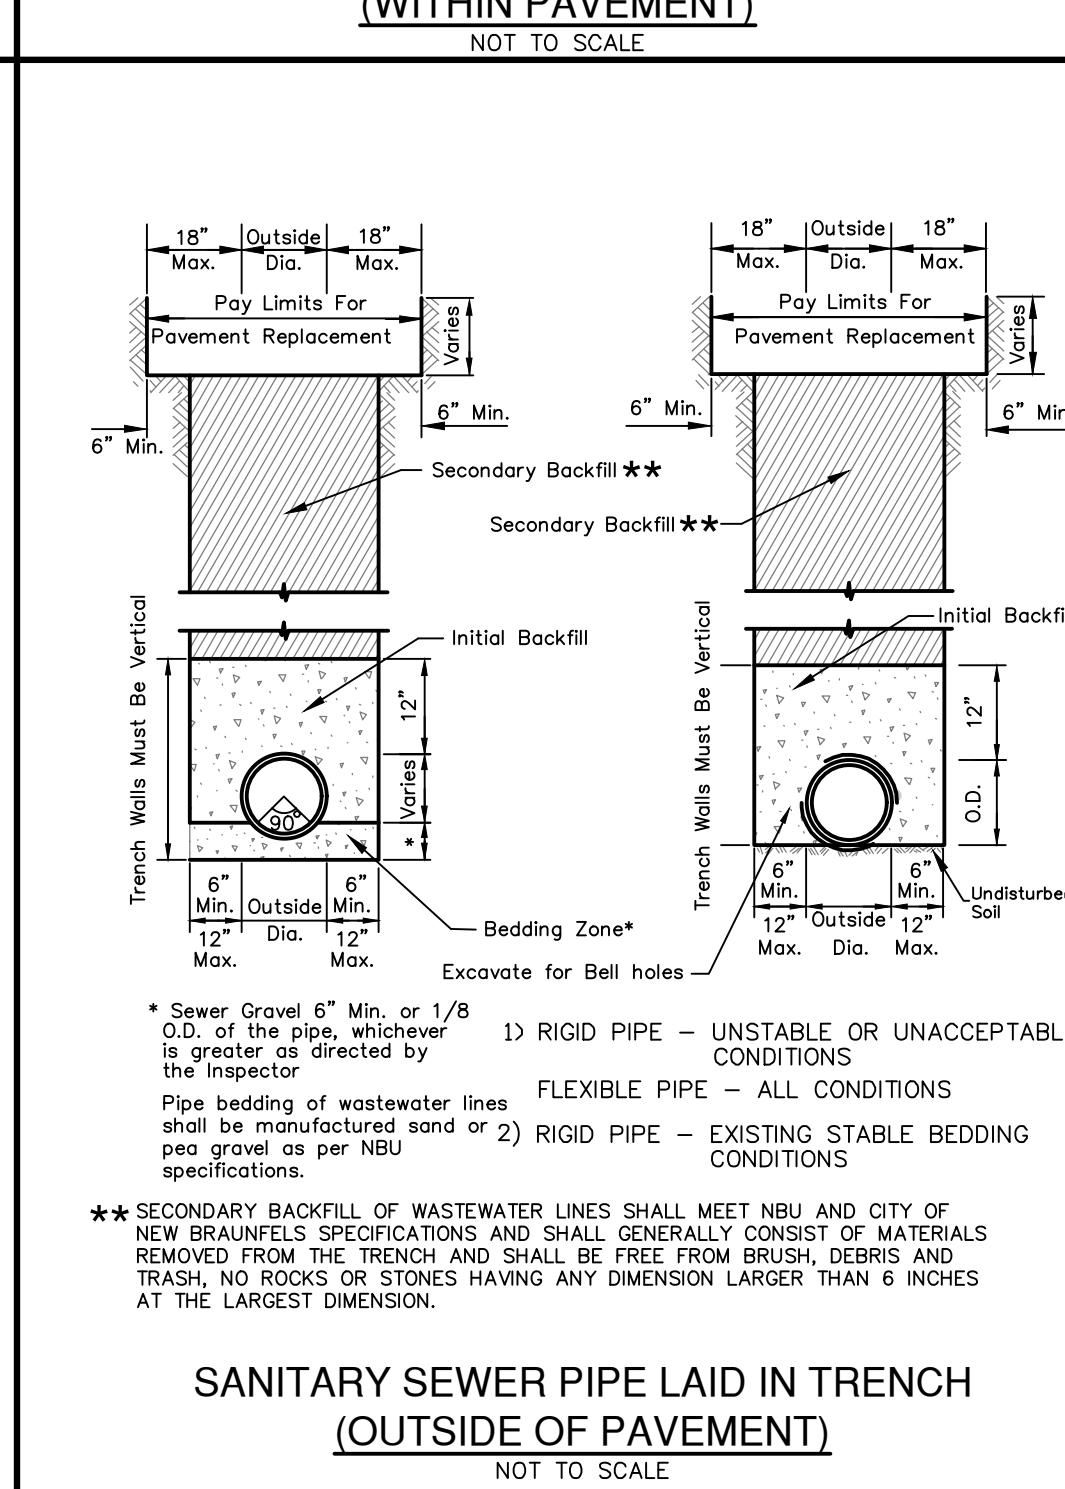 (WITHIN PAVEMENT)
NOT TO SCALE
18" Max.
Outside Dia.
18" Max.
Pay Limits For
Pavement Replacement
Varies
6" Min.
6" Min.
Secondary Backfill **
Trench Walls Must Be Vertical
Initial Backfill
12"
Varies
*
90°
6" Min.
12" Max.
Outside Dia.
6" Min.
12" Max.
Bedding Zone*
18" Max.
Outside Dia.
18" Max.
Pay Limits For
Pavement Replacement
Varies
6" Min.
6" Min
Secondary Backfill **
Trench Walls Must Be Vertical
Initial Backfi
12"
O.D.
6" Min.
12" Max.
Outside Dia.
6" Min.
12" Max.
Undisturbe
Soil
Excavate for Bell holes
* Sewer Gravel 6" Min. or 1/8
O.D. of the pipe, whichever
is greater as directed by
the Inspector
Pipe bedding of wastewater lines
shall be manufactured sand or
pea gravel as per NBU
specifications.
1) RIGID PIPE – UNSTABLE OR UNACCEPTABL
CONDITIONS
FLEXIBLE PIPE – ALL CONDITIONS
2) RIGID PIPE – EXISTING STABLE BEDDING
CONDITIONS
** SECONDARY BACKFILL OF WASTEWATER LINES SHALL MEET NBU AND CITY OF
NEW BRAUNFELS SPECIFICATIONS AND SHALL GENERALLY CONSIST OF MATERIALS
REMOVED FROM THE TRENCH AND SHALL BE FREE FROM BRUSH, DEBRIS AND
TRASH, NO ROCKS OR STONES HAVING ANY DIMENSION LARGER THAN 6 INCHES
AT THE LARGEST DIMENSION.
SANITARY SEWER PIPE LAID IN TRENCH
(OUTSIDE OF PAVEMENT)
NOT TO SCALE